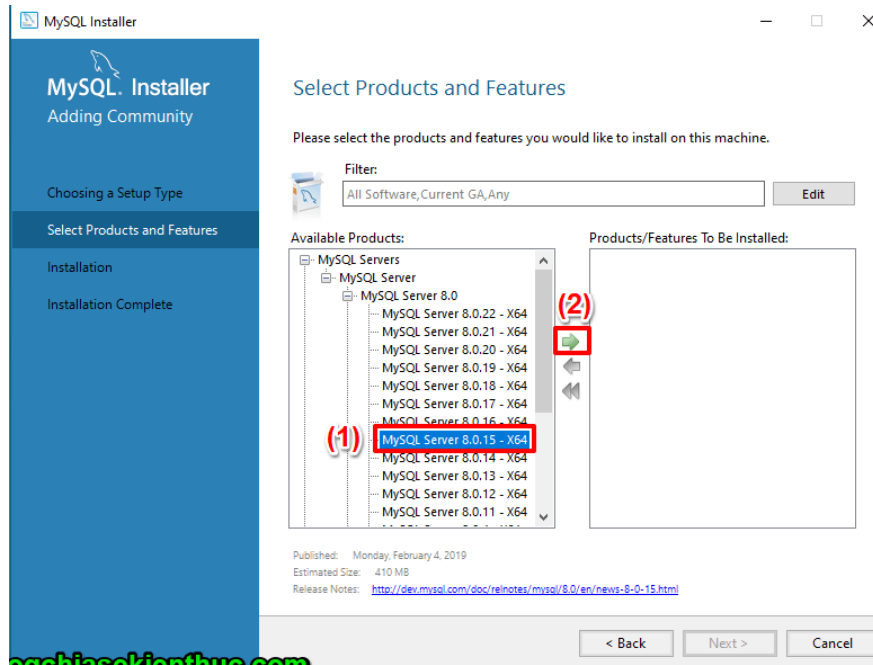 MySQL Installer
MySQL. Installer
Adding Community
Choosing a Setup Type
Select Products and Features
Installation
Installation Complete
Select Products and Features
Please select the products and features you would like to install on this machine.
Filter:
All Software,Current GA,Any
Edit
Available Products:
Products/Features To Be Installed:
MySQL Servers
MySQL Server
MySQL Server 8.0
MySQL Server 8.0.22 - X64
MySQL Server 8.0.21 - X64
MySQL Server 8.0.20 - X64
MySQL Server 8.0.19 - X64
MySQL Server 8.0.18 - X64
MySQL Server 8.0.17 - X64
MySQL Server 8.0.16 - X64
(1) MySQL Server 8.0.15 - X64
MySQL Server 8.0.14 - X64
MySQL Server 8.0.13 - X64
MySQL Server 8.0.12 - X64
MySQL Server 8.0.11 - X64
(2)
Published: Monday, February 4, 2019
Estimated Size: 410 MB
Release Notes: http://dev.mysql.com/doc/relnotes/mysql/8.0/en/news-8-0-15.html
< Back
Next >
Cancel